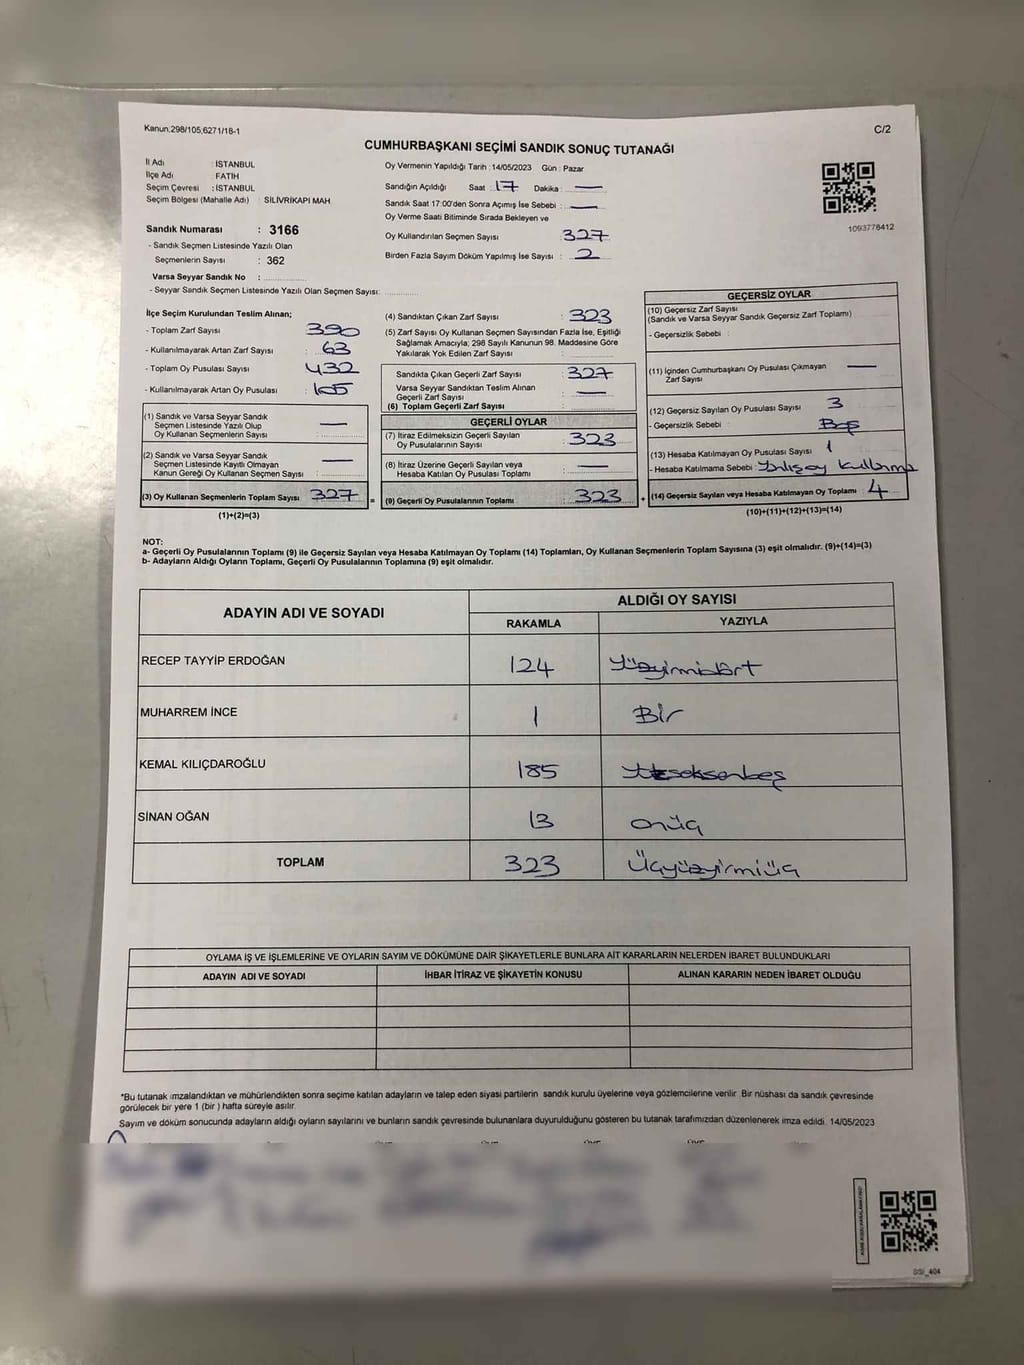 Kanun:298/105,6271/18-1
C/2
CUMHURBAŞKANI SEÇİMİ SANDIK SONUÇ TUTANAĞI
İl Adı : İSTANBUL
İlçe Adı : FATİH
Seçim Çevresi : İSTANBUL
Seçim Bölgesi (Mahalle Adı) : SİLİVRİKAPI MAH
Oy Vermenin Yapıldığı Tarih :14/05/2023 Gün : Pazar
Sandığın Açıldığı Saat : 17 Dakika : —
Sandık Saat 17:00'den Sonra Açımış İse Sebebi : —
Oy Verme Saati Bitiminde Sırada Bekleyen ve
Oy Kullandırılan Seçmen Sayısı : 327
Birden Fazla Sayım Döküm Yapılmış İse Sayısı : 2
1093776412
Sandık Numarası : 3166
- Sandık Seçmen Listesinde Yazılı Olan
Seçmenlerin Sayısı : 362
Varsa Seyyar Sandık No :
- Seyyar Sandık Seçmen Listesinde Yazılı Olan Seçmen Sayısı:
İlçe Seçim Kurulundan Teslim Alınan;
- Toplam Zarf Sayısı : 390
- Kullanılmayarak Artan Zarf Sayısı : 63
- Toplam Oy Pusulası Sayısı : 432
- Kullanılmayarak Artan Oy Pusulası : 105
(1) Sandık ve Varsa Seyyar Sandık
Seçmen Listesinde Yazılı Olup
Oy Kullanan Seçmenlerin Sayısı : —
(2) Sandık ve Varsa Seyyar Sandık
Seçmen Listesinde Kayıtlı Olmayan
Kanun Gereği Oy Kullanan Seçmen Sayısı : —
(3) Oy Kullanan Seçmenlerin Toplam Sayısı : 327 =
(1)+(2)=(3)
(4) Sandıktan Çıkan Zarf Sayısı : 323
(5) Zarf Sayısı Oy Kullanan Seçmen Sayısından Fazla İse, Eşitliği
Sağlamak Amacıyla; 298 Sayılı Kanunun 98. Maddesine Göre
Yakılarak Yok Edilen Zarf Sayısı :
Sandıkta Çıkan Geçerli Zarf Sayısı : 327
Varsa Seyyar Sandıktan Teslim Alınan
Geçerli Zarf Sayısı : —
(6) Toplam Geçerli Zarf Sayısı :
GEÇERLİ OYLAR
(7) İtiraz Edilmeksizin Geçerli Sayılan
Oy Pusulalarının Sayısı : 323
(8) İtiraz Üzerine Geçerli Sayılan veya
Hesaba Katılan Oy Pusulası Toplamı : —
(9) Geçerli Oy Pusulalarının Toplamı : 323 +
GEÇERSİZ OYLAR
(10) Geçersiz Zarf Sayısı
(Sandık ve Varsa Seyyar Sandık Geçersiz Zarf Toplamı)
- Geçersizlik Sebebi :
(11) İçinden Cumhurbaşkanı Oy Pusulası Çıkmayan
Zarf Sayısı : —
(12) Geçersiz Sayılan Oy Pusulası Sayısı : 3
- Geçersizlik Sebebi : Boş
(13) Hesaba Katılmayan Oy Pusulası Sayısı : 1
- Hesaba Katılmama Sebebi : Yanlış oy kullanma
(14) Geçersiz Sayılan veya Hesaba Katılmayan Oy Toplamı : 4
(10)+(11)+(12)+(13)=(14)
NOT:
a- Geçerli Oy Pusulalarının Toplamı (9) ile Geçersiz Sayılan veya Hesaba Katılmayan Oy Toplamı (14) Toplamları, Oy Kullanan Seçmenlerin Toplam Sayısına (3) eşit olmalıdır. (9)+(14)=(3)
b- Adayların Aldığı Oyların Toplamı, Geçerli Oy Pusulalarının Toplamına (9) eşit olmalıdır.
ADAYIN ADI VE SOYADI
ALDIĞI OY SAYISI
RAKAMLA YAZIYLA
RECEP TAYYİP ERDOĞAN 124 Yüzyirmidört
MUHARREM İNCE 1 Bir
KEMAL KILIÇDAROĞLU 185 Yüzseksenbeş
SİNAN OĞAN 13 onüç
TOPLAM 323 Üçyüzyirmiüç
OYLAMA İŞ VE İŞLEMLERİNE VE OYLARIN SAYIM VE DÖKÜMÜNE DAİR ŞİKAYETLERLE BUNLARA AİT KARARLARIN NELERDEN İBARET BULUNDUKLARI
ADAYIN ADI VE SOYADI İHBAR İTİRAZ VE ŞİKAYETİN KONUSU ALINAN KARARIN NEDEN İBARET OLDUĞU
*Bu tutanak imzalandıktan ve mühürlendikten sonra seçime katılan adayların ve talep eden siyasi partilerin sandık kurulu üyelerine veya gözlemcilerine verilir. Bir nüshası da sandık çevresinde
görülecek bir yere 1 (bir) hafta süreyle asılır.
Sayım ve döküm sonucunda adayların aldığı oyların sayılarını ve bunların sandık çevresinde bulunanlara duyurulduğunu gösteren bu tutanak tarafımızdan düzenlenerek imza edildi. 14/05/2023
SSİ_404